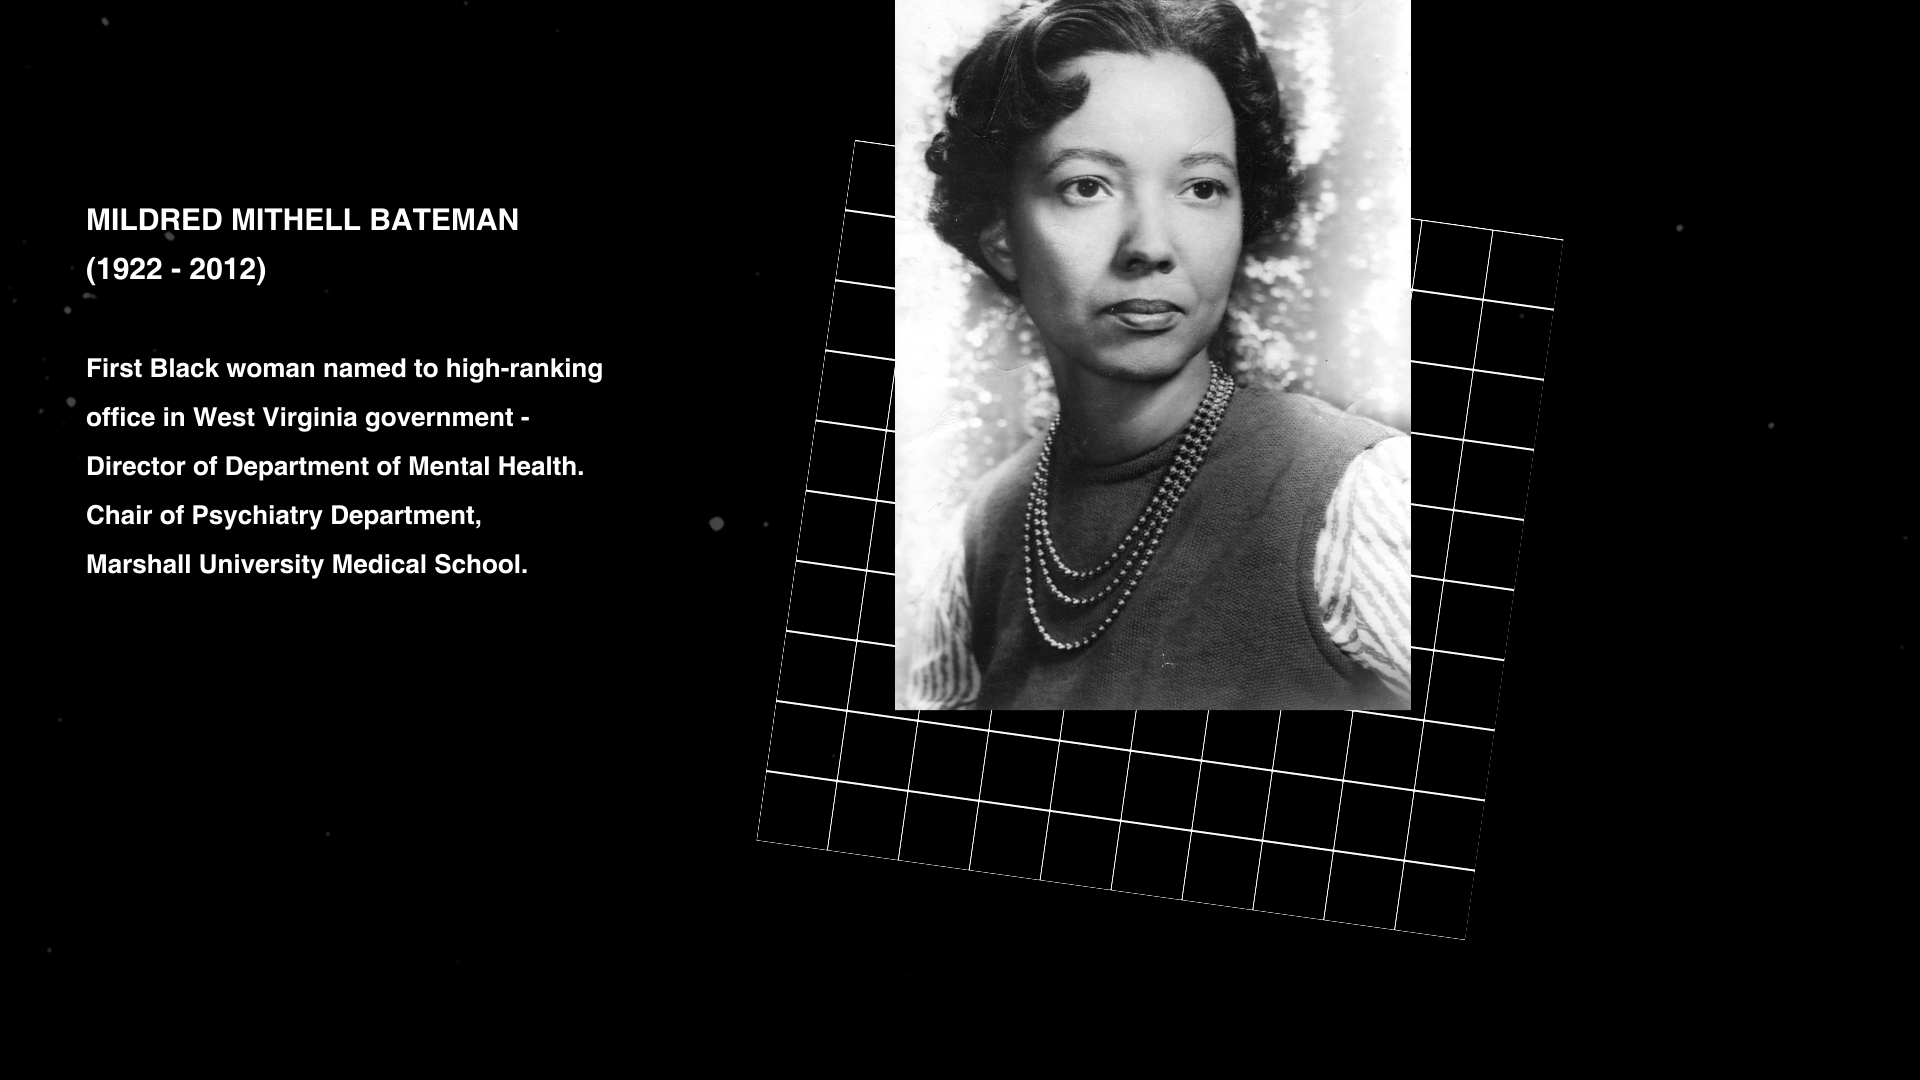 MILDRED MITHELL BATEMAN
(1922 - 2012)
First Black woman named to high-ranking
office in West Virginia government -
Director of Department of Mental Health.
Chair of Psychiatry Department,
Marshall University Medical School.